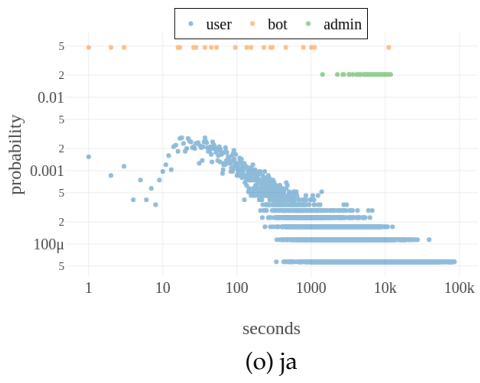 user bot admin
5
2
0.01
5
2
0.001
5
2
100μ
5
probability
1 10 100 1000 10k 100k
seconds
(o) ja